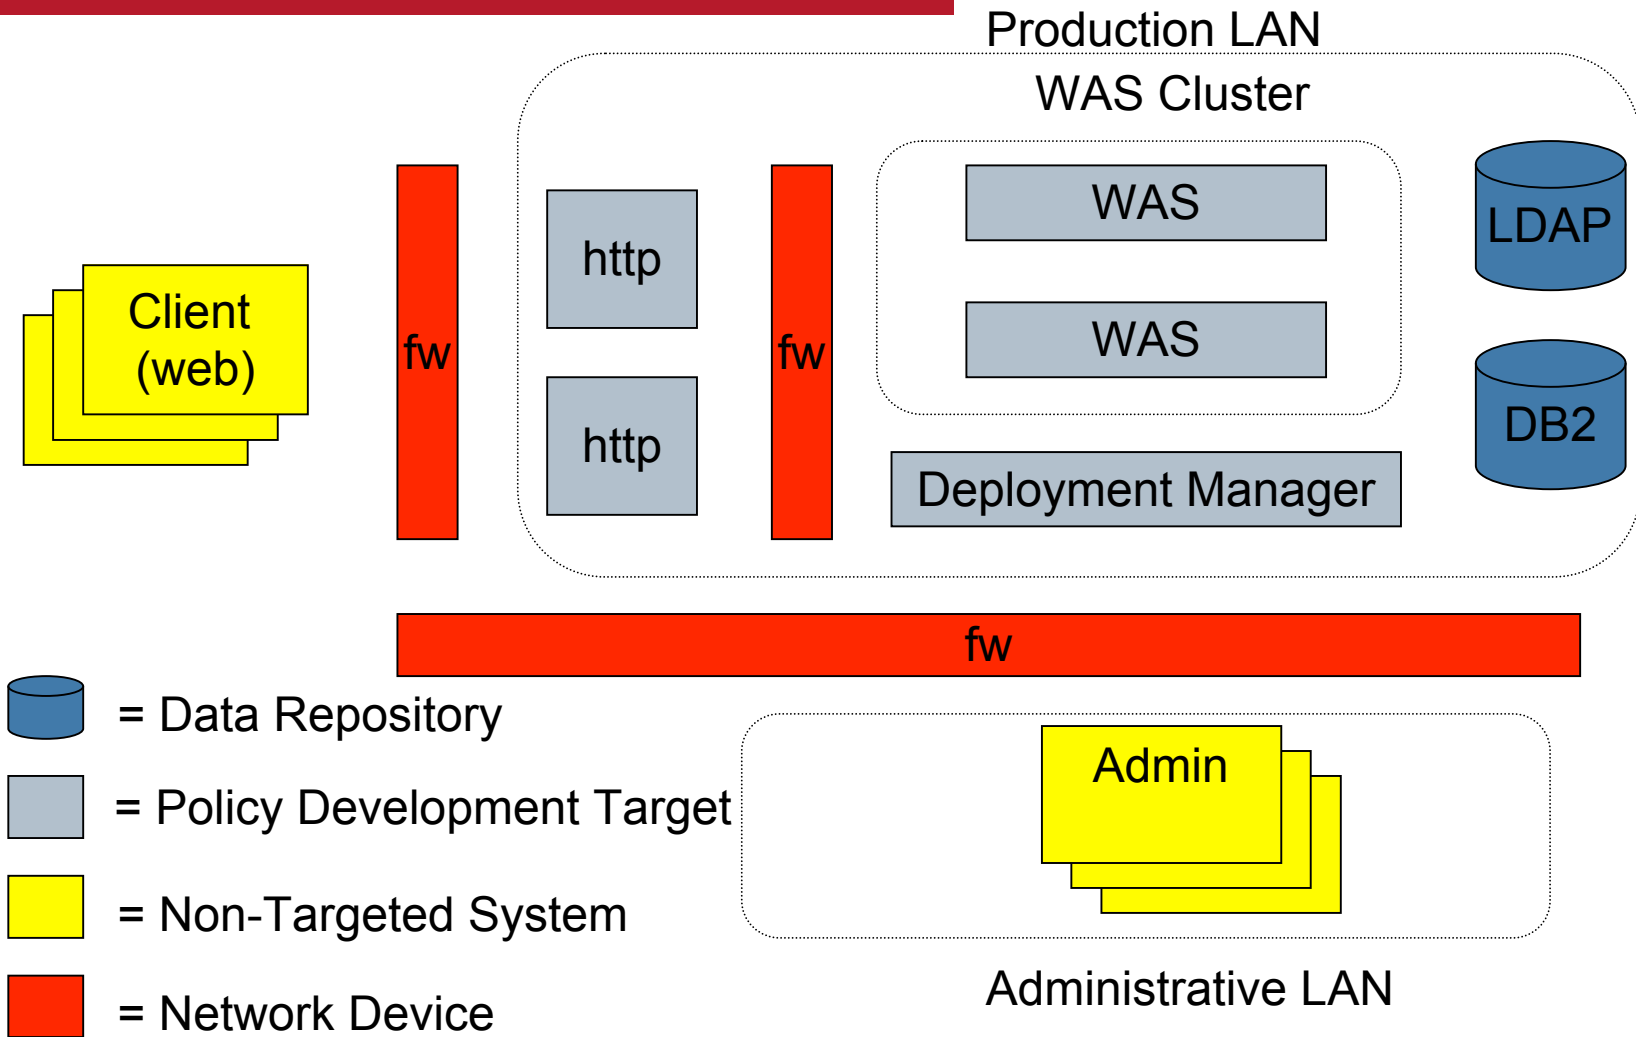 Production LAN
WAS Cluster
WAS
LDAP
http
Client
(web)
fw
fw
WAS
http
DB2
Deployment Manager
fw
= Data Repository
Admin
= Policy Development Target
= Non-Targeted System
Administrative LAN
= Network Device